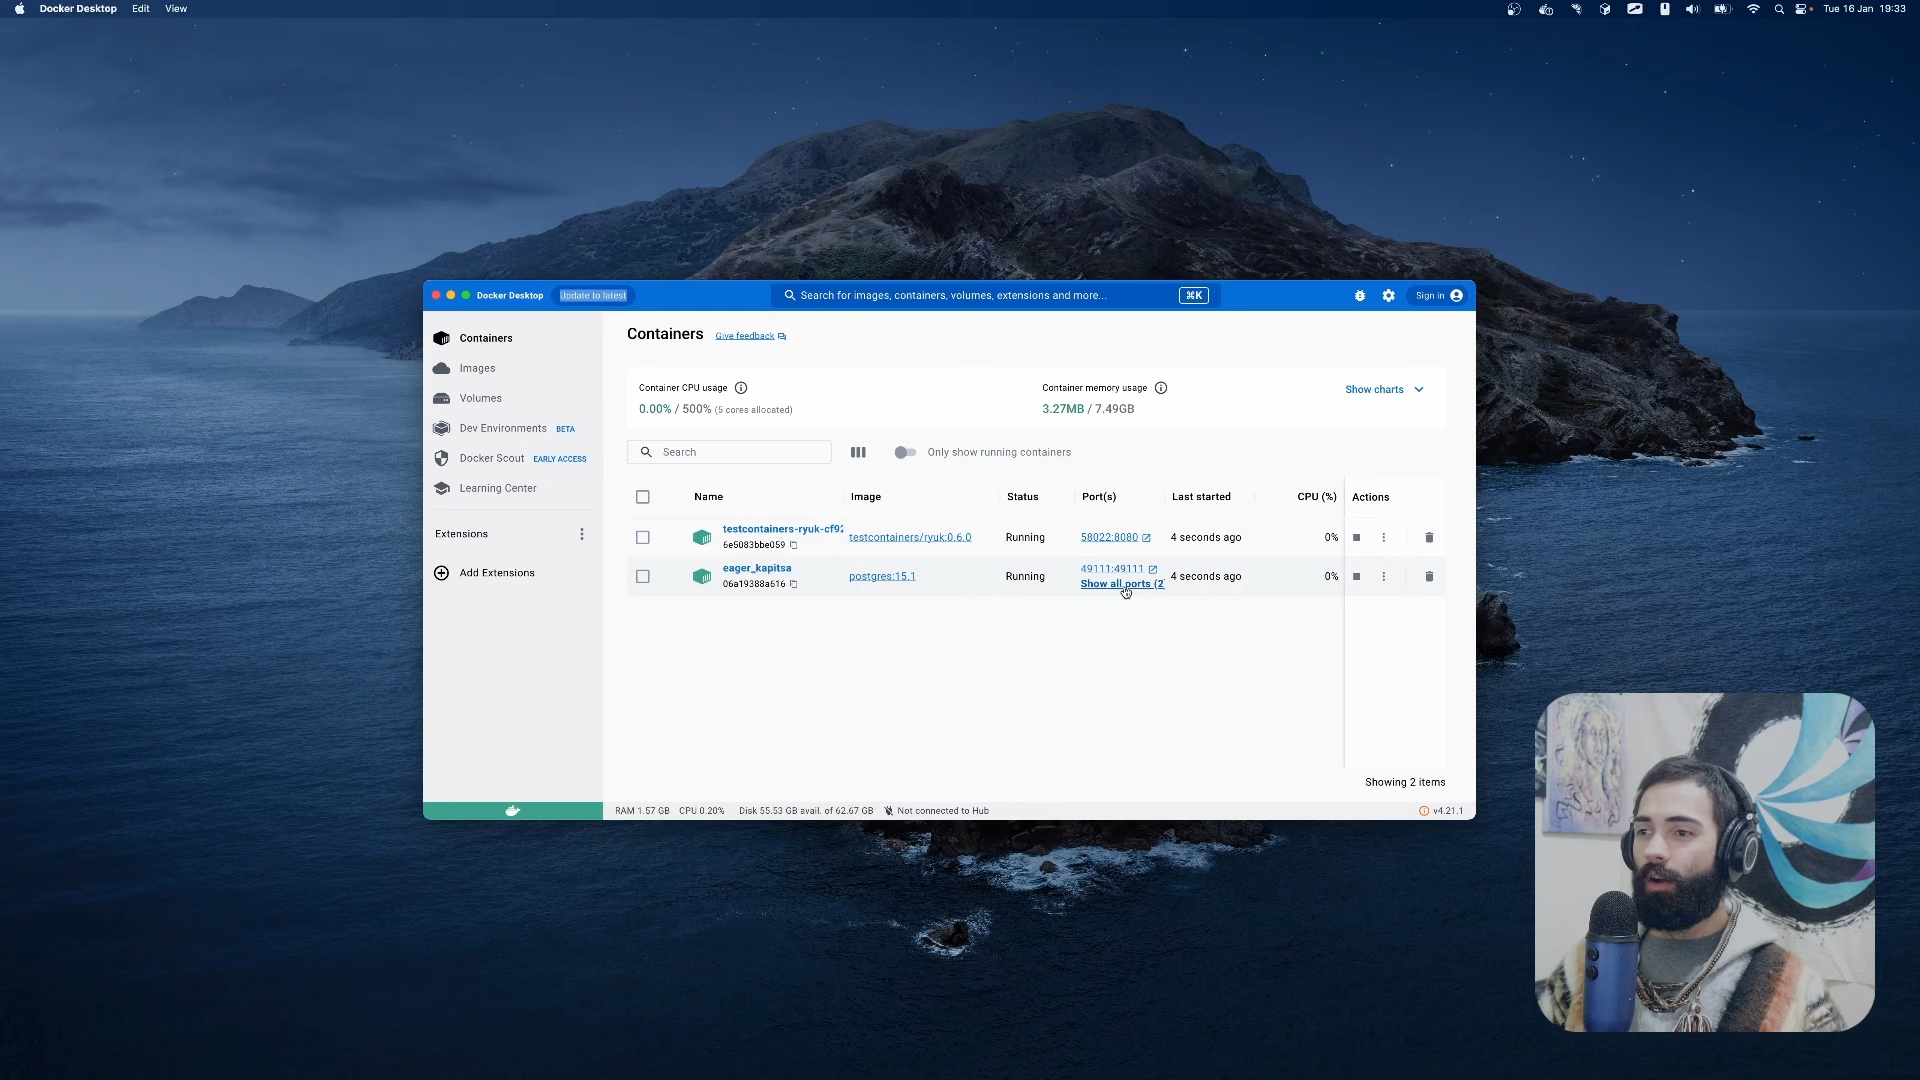 Docker Desktop Edit View
Tue 16 Jan 19:33
Docker Desktop Update to latest Search for images, containers, volumes, extensions and more... ⌘K Sign in
Containers
Images
Volumes
Dev Environments BETA
Docker Scout EARLY ACCESS
Learning Center
Extensions
Add Extensions
Containers Give feedback
Container CPU usage
0.00% / 500% (5 cores allocated)
Container memory usage
3.27MB / 7.49GB
Show charts
Search
Only show running containers
Name Image Status Port(s) Last started CPU (%) Actions
testcontainers-ryuk-cf92
6e5083bbe059
testcontainers/ryuk:0.6.0 Running 58022:8080 4 seconds ago 0%
eager_kapitsa
06a19388a616
postgres:15.1 Running
49111:49111
Show all ports (2
4 seconds ago 0%
Showing 2 items
RAM 1.57 GB CPU 0.20% Disk 55.53 GB avail. of 62.67 GB Not connected to Hub v4.21.1